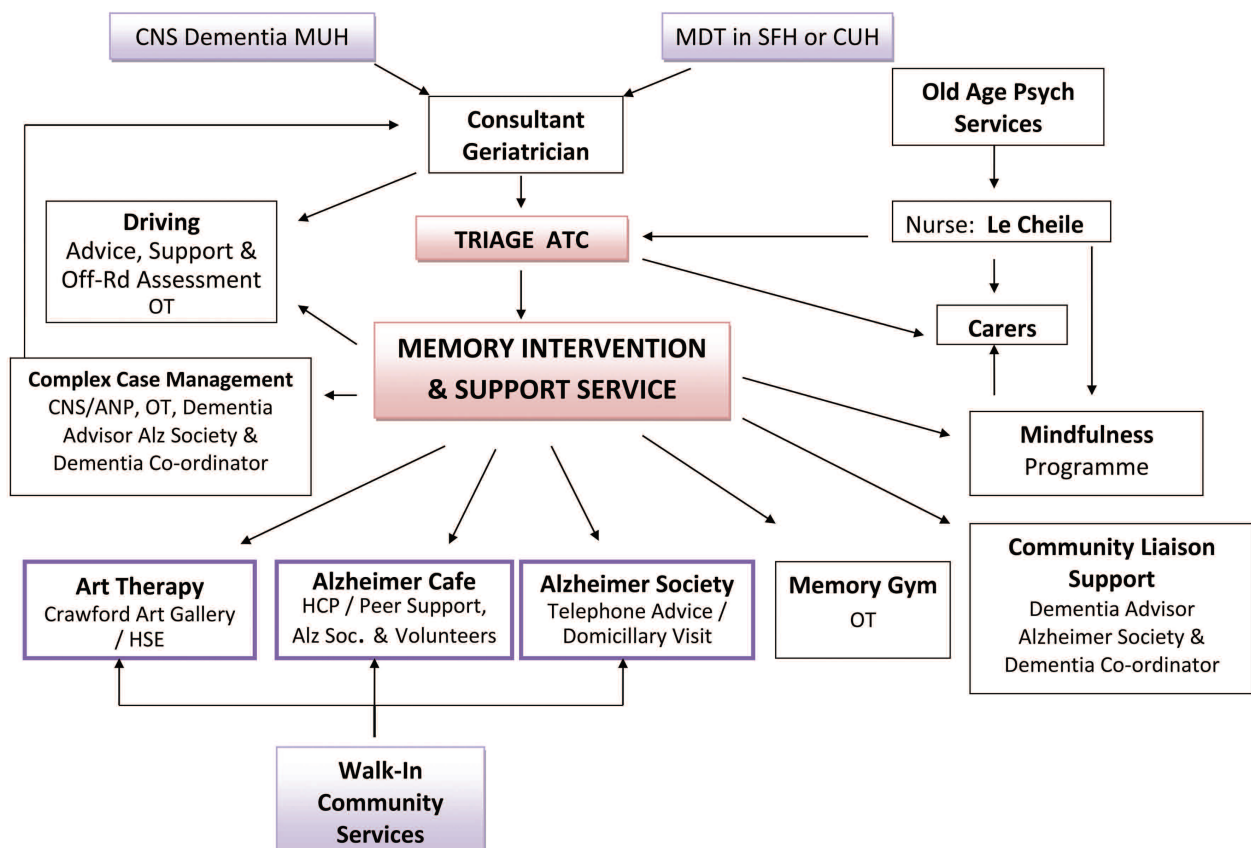 CNS Dementia MUH
MDT in SFH or CUH
Old Age Psych
Services
Consultant
Geriatrician
Driving
Advice, Support &
Off-Rd Assessment
OT
TRIAGE ATC
Nurse: Le Cheile
Carers
MEMORY INTERVENTION
& SUPPORT SERVICE
Complex Case Management
CNS/ANP, OT, Dementia
Advisor Alz Society &
Dementia Co-ordinator
Mindfulness
Programme
Art Therapy
Crawford Art Gallery
/ HSE
Alzheimer Cafe
HCP / Peer Support,
Alz Soc. & Volunteers
Alzheimer Society
Telephone Advice /
Domicillary Visit
Memory Gym
OT
Community Liaison
Support
Dementia Advisor
Alzheimer Society &
Dementia Co-ordinator
Walk-In
Community
Services